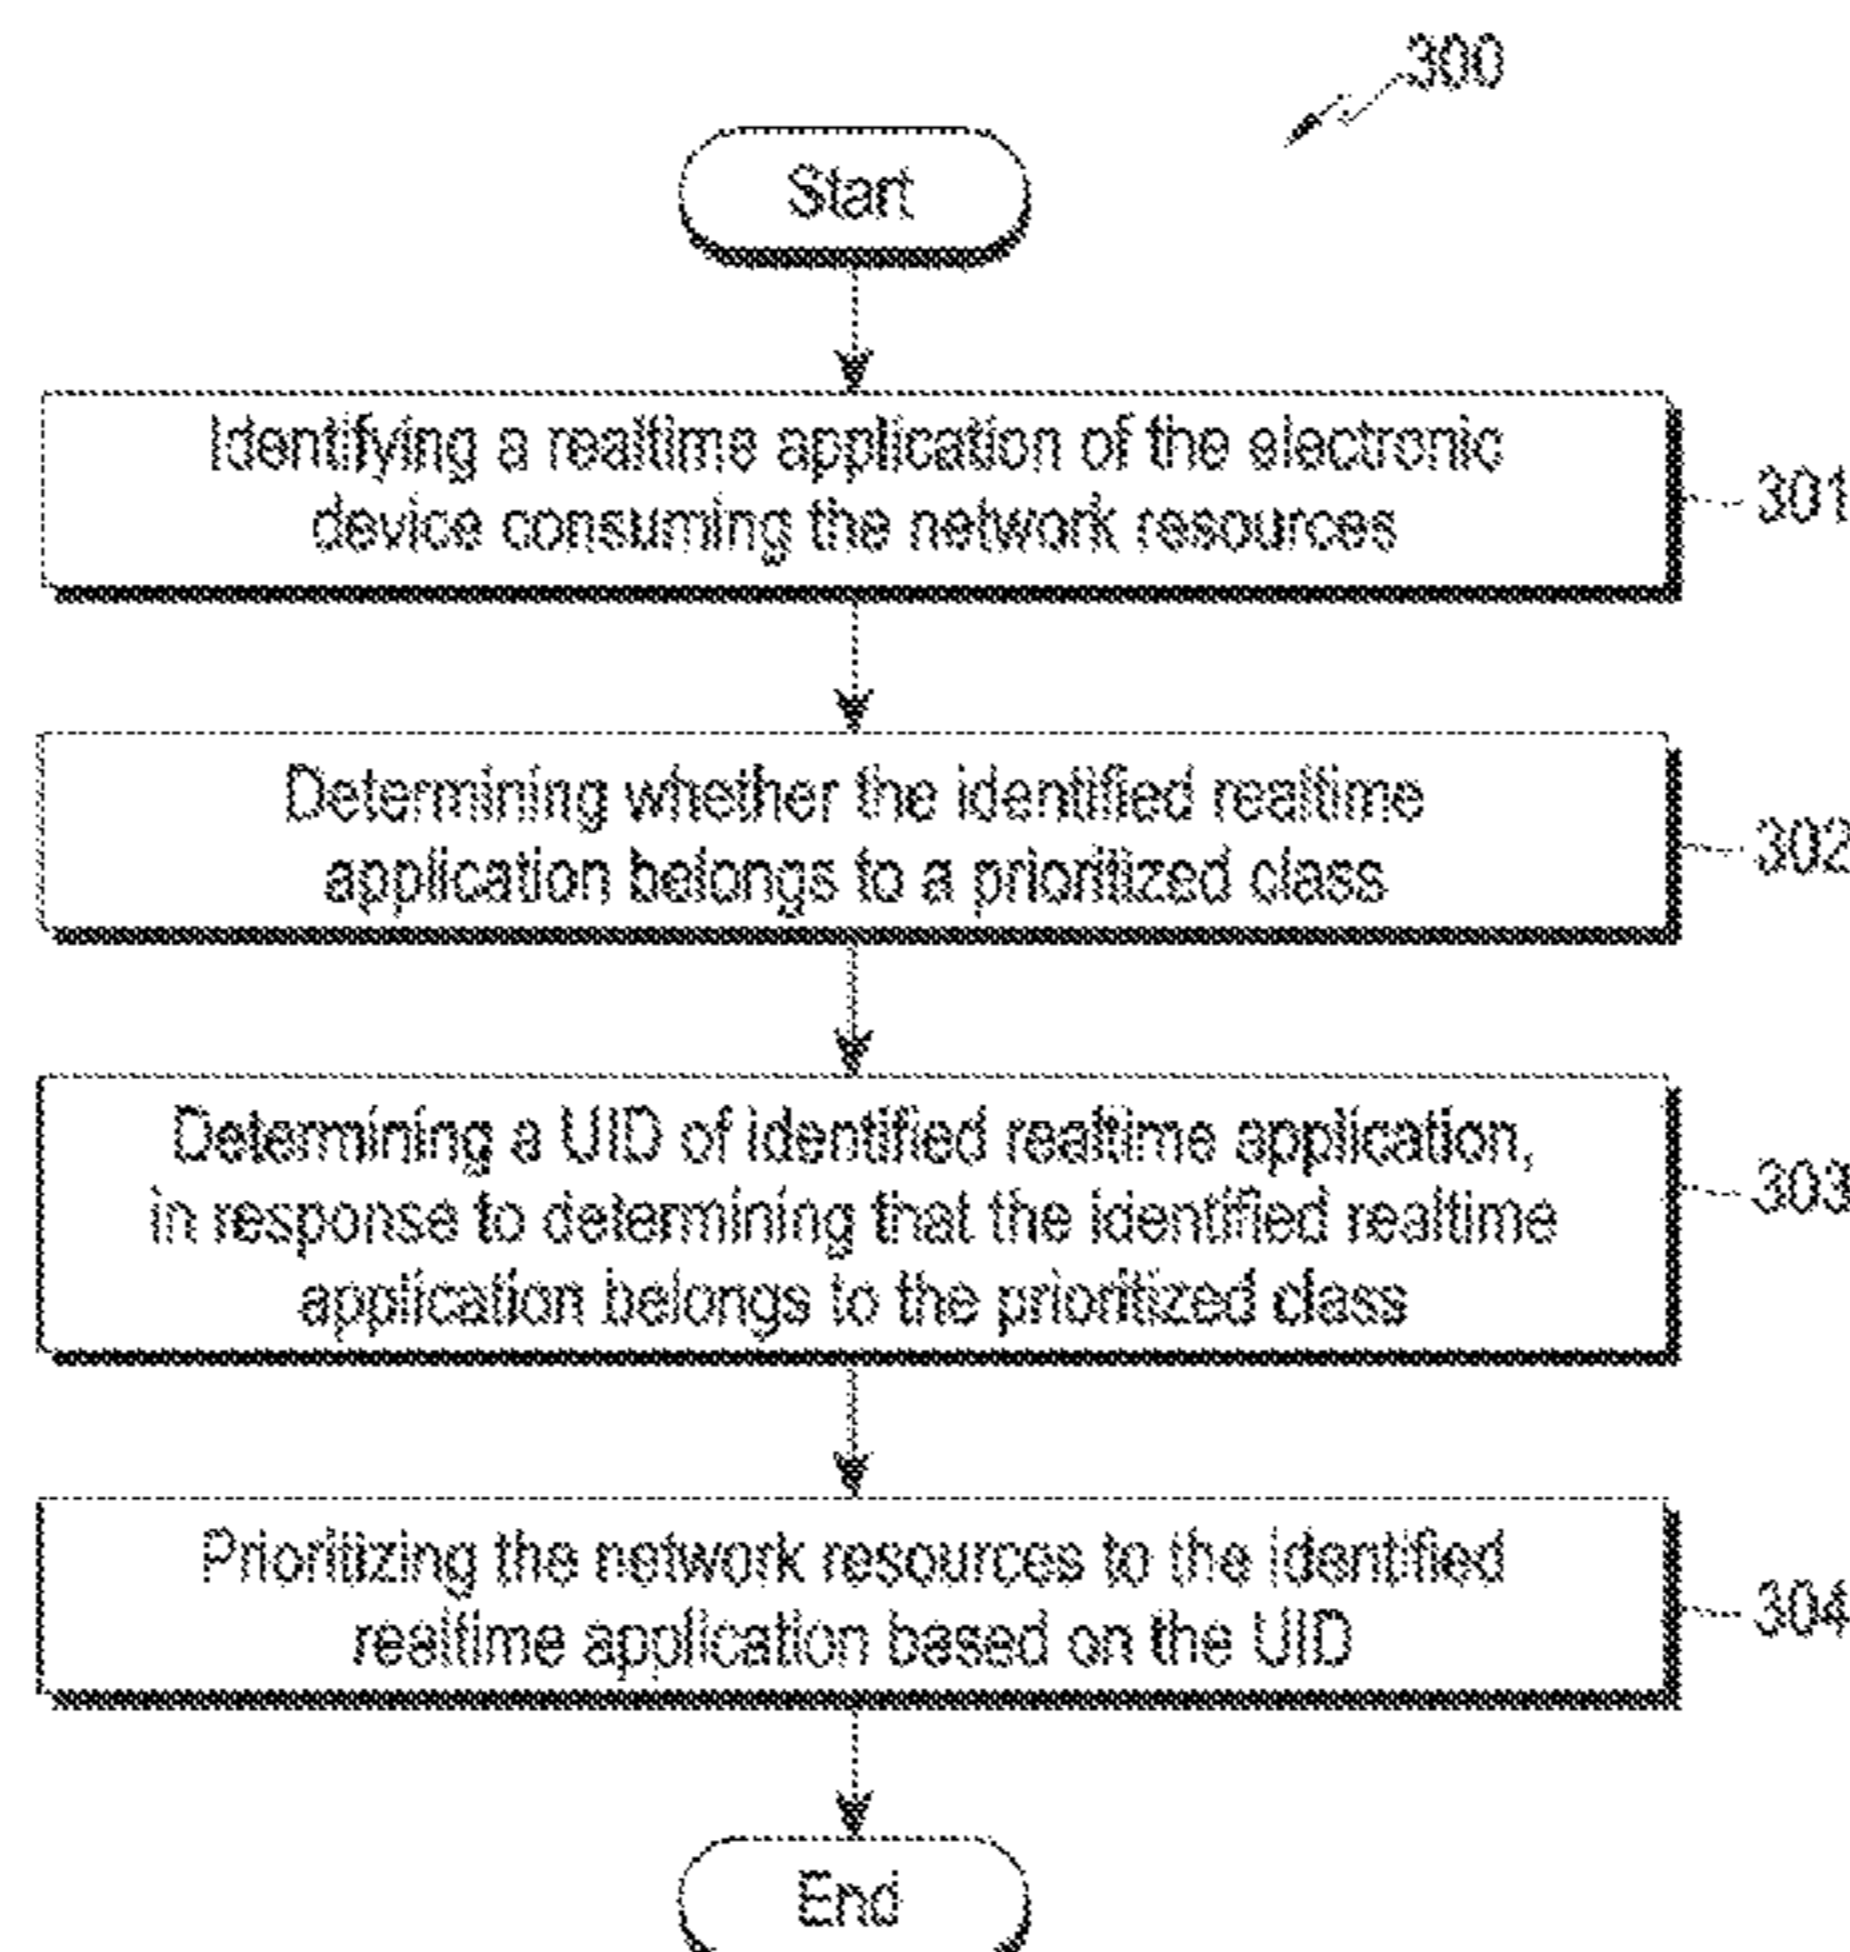 300
Start
Identifying a realtime application of the electronic
device consuming the network resources
301
Determining whether the identified realtime
application belongs to a prioritized class
302
Determining a UID of identified realtime application,
in response to determining that the identified realtime
application belongs to the prioritized class
303
Prioritizing the network resources to the identified
realtime application based on the UID
304
End